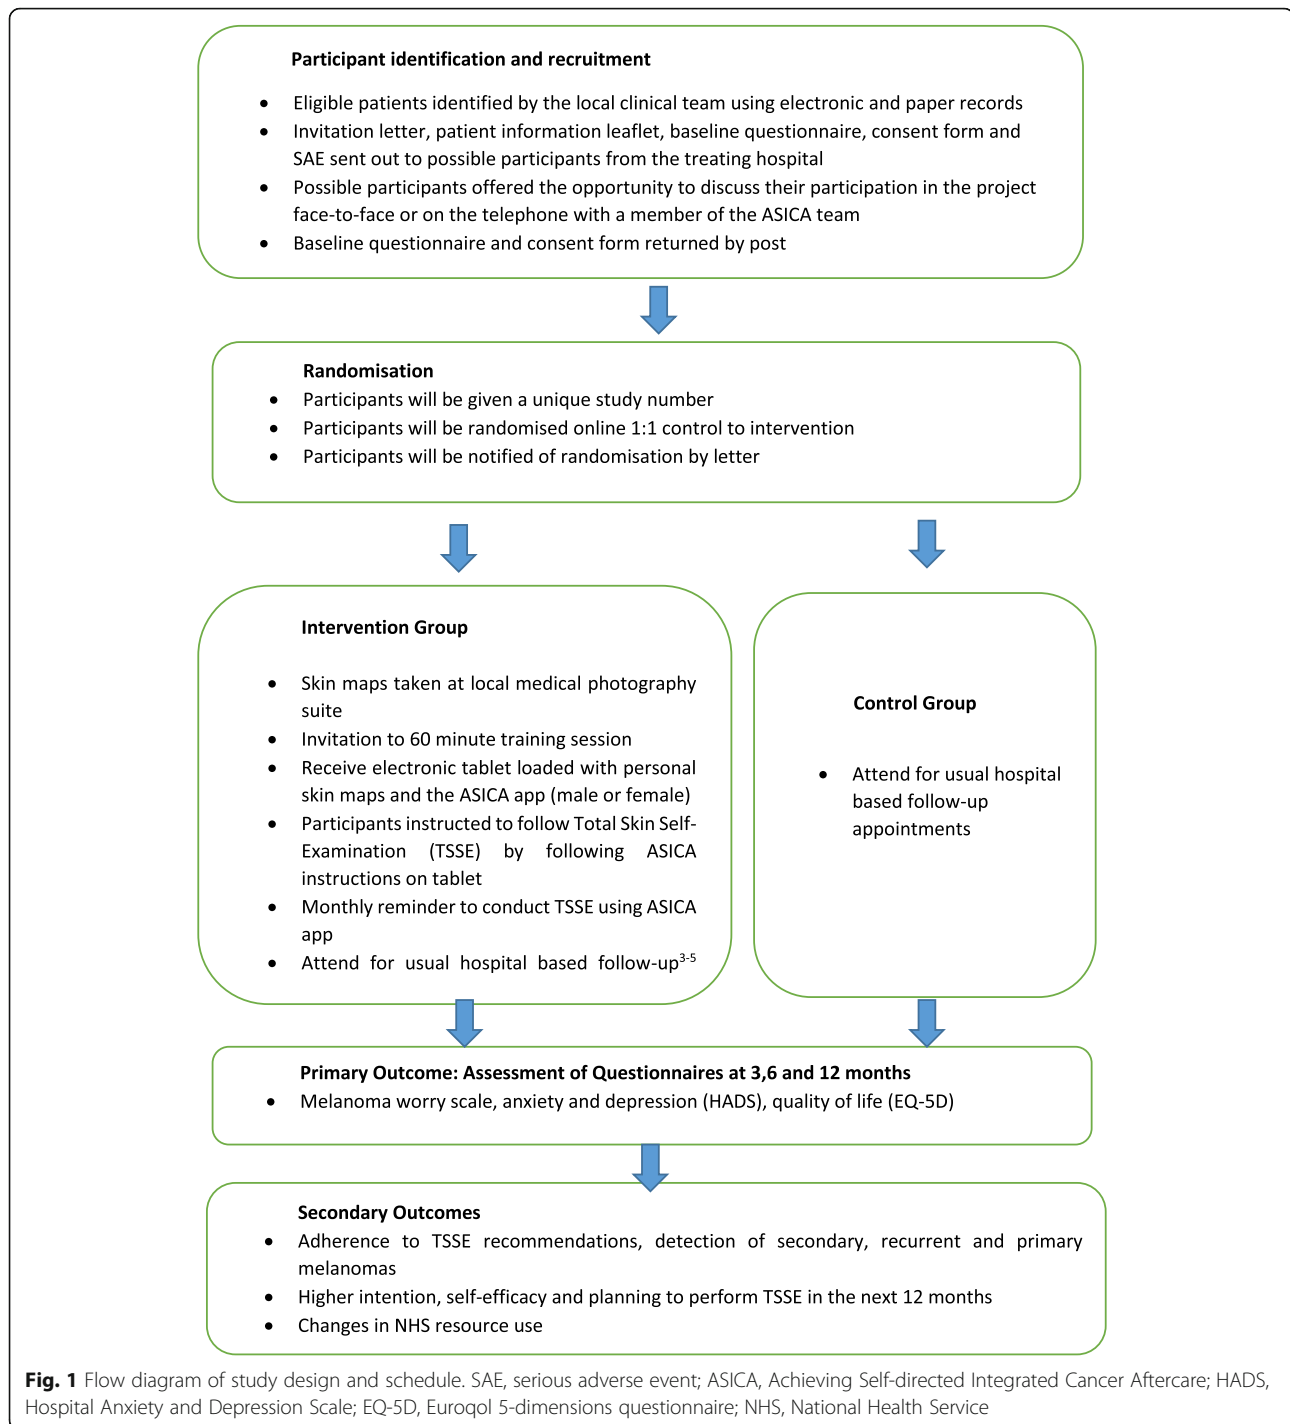 Participant identification and recruitment
• Eligible patients identified by the local clinical team using electronic and paper records
• Invitation letter, patient information leaflet, baseline questionnaire, consent form and
SAE sent out to possible participants from the treating hospital
• Possible participants offered the opportunity to discuss their participation in the project
face-to-face or on the telephone with a member of the ASICA team
• Baseline questionnaire and consent form returned by post
Randomisation
• Participants will be given a unique study number
• Participants will be randomised online 1:1 control to intervention
• Participants will be notified of randomisation by letter
Intervention Group
• Skin maps taken at local medical photography
suite
• Invitation to 60 minute training session
• Receive electronic tablet loaded with personal
skin maps and the ASICA app (male or female)
• Participants instructed to follow Total Skin Self-
Examination (TSSE) by following ASICA
instructions on tablet
• Monthly reminder to conduct TSSE using ASICA
app
• Attend for usual hospital based follow-up3-5
Control Group
• Attend for usual hospital
based follow-up
appointments
Primary Outcome: Assessment of Questionnaires at 3,6 and 12 months
• Melanoma worry scale, anxiety and depression (HADS), quality of life (EQ-5D)
Secondary Outcomes
• Adherence to TSSE recommendations, detection of secondary, recurrent and primary
melanomas
• Higher intention, self-efficacy and planning to perform TSSE in the next 12 months
• Changes in NHS resource use
Fig. 1 Flow diagram of study design and schedule. SAE, serious adverse event; ASICA, Achieving Self-directed Integrated Cancer Aftercare; HADS,
Hospital Anxiety and Depression Scale; EQ-5D, Euroqol 5-dimensions questionnaire; NHS, National Health Service